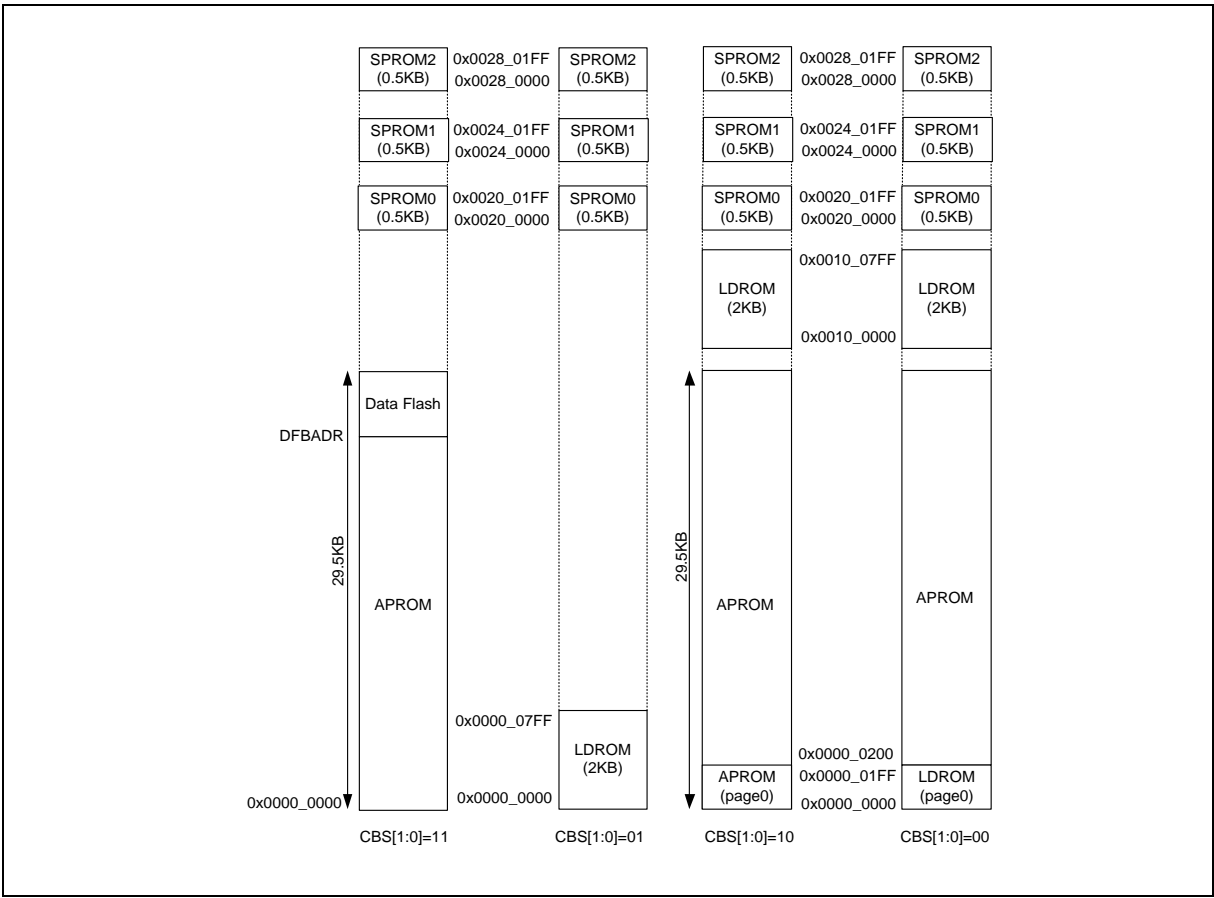 SPROM2 0x0028_01FF SPROM2 SPROM2 0x0028_01FF SPROM2
(0.5KB) 0x0028_0000 (0.5KB) (0.5KB) 0x0028_0000 (0.5KB)
SPROM1 0x0024_01FF SPROM1 SPROM1 0x0024_01FF SPROM1
(0.5KB) 0x0024_0000 (0.5KB) (0.5KB) 0x0024_0000 (0.5KB)
SPROM0 0x0020_01FF SPROM0 SPROM0 0x0020_01FF SPROM0
(0.5KB) 0x0020_0000 (0.5KB) (0.5KB) 0x0020_0000 (0.5KB)
0x0010_07FF
LDROM LDROM
(2KB) (2KB)
0x0010_0000
Data Flash
DFBADR
29.5KB 29.5KB
APROM APROM APROM
0x0000_07FF
LDROM
(2KB)
0x0000_0200
APROM 0x0000_01FF LDROM
(page0) (page0)
0x0000_0000 0x0000_0000 0x0000_0000
CBS[1:0]=11 CBS[1:0]=01 CBS[1:0]=10 CBS[1:0]=00